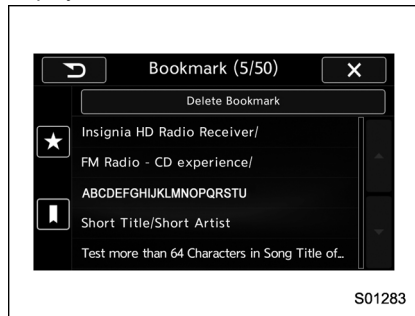 Bookmark (5/50)
Delete Bookmark
Insignia HD Radio Receiver/
FM Radio - CD experience/
ABCDEFGHIJKLMNOPQRSTU
Short Title/Short Artist
Test more than 64 Characters in Song Title of...
S01283